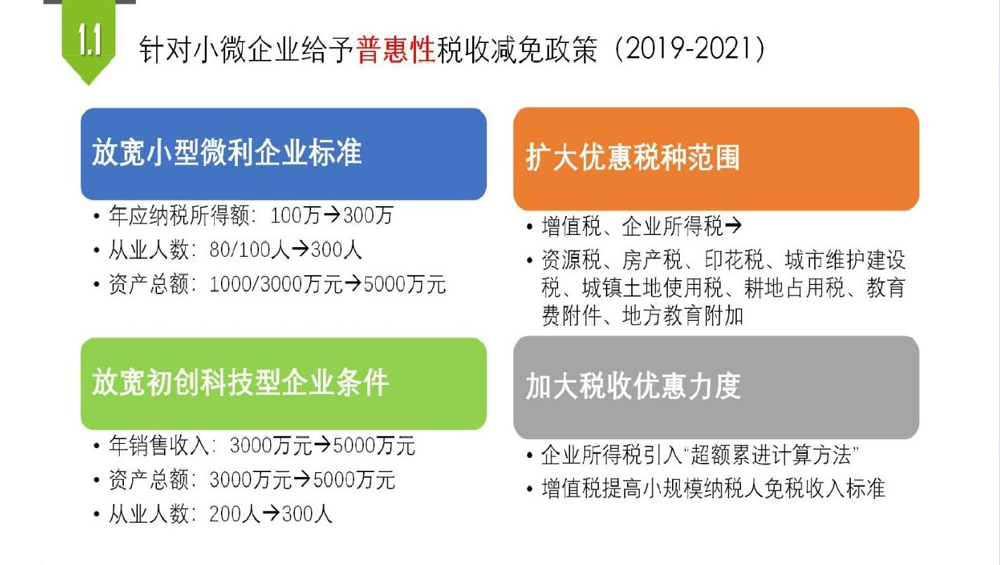 1.1
针对小微企业给予普惠性税收减免政策（2019-2021）
放宽小型微利企业标准
• 年应纳税所得额：100万→300万
• 从业人数：80/100人→300人
• 资产总额：1000/3000万元→5000万元
扩大优惠税种范围
• 增值税、企业所得税→
• 资源税、房产税、印花税、城市维护建设
税、城镇土地使用税、耕地占用税、教育
费附件、地方教育附加
放宽初创科技型企业条件
• 年销售收入：3000万元→5000万元
• 资产总额：3000万元→5000万元
• 从业人数：200人→300人
加大税收优惠力度
• 企业所得税引入“超额累进计算方法”
• 增值税提高小规模纳税人免税收入标准